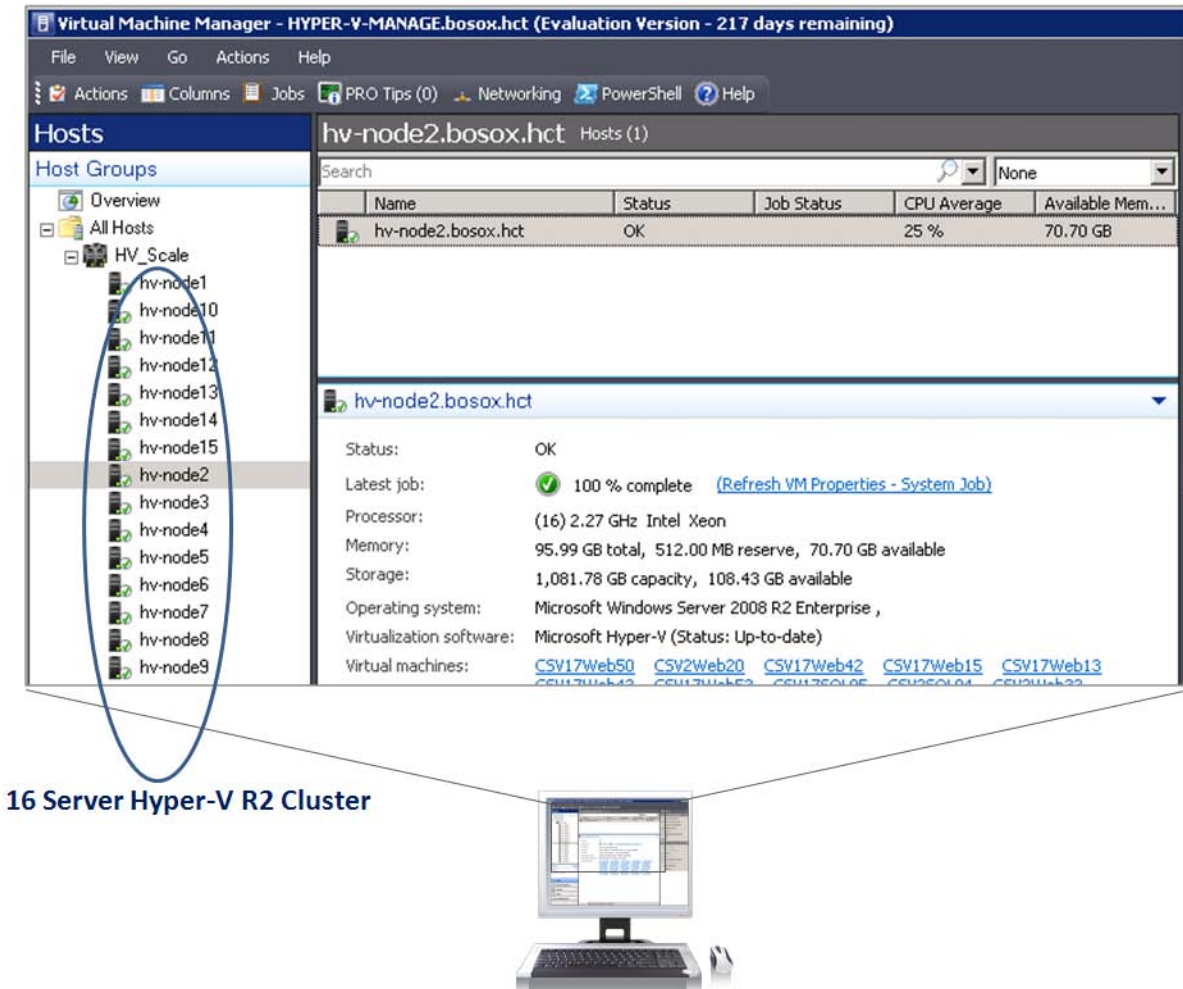 Virtual Machine Manager - HYPER-V-MANAGE.bosox.hct (Evaluation Version - 217 days remaining)
File View Go Actions Help
Actions Columns Jobs PRO Tips (0) Networking PowerShell Help
Hosts
hv-node2.bosox.hct Hosts (1)
Host Groups
Search None
Overview
All Hosts
HV_Scale
hv-node1
hv-node10
hv-node11
hv-node12
hv-node13
hv-node14
hv-node15
hv-node2
hv-node3
hv-node4
hv-node5
hv-node6
hv-node7
hv-node8
hv-node9
Name Status Job Status CPU Average Available Mem...
hv-node2.bosox.hct OK 25 % 70.70 GB
hv-node2.bosox.hct
Status: OK
Latest job: 100 % complete (Refresh VM Properties - System Job)
Processor: (16) 2.27 GHz Intel Xeon
Memory: 95.99 GB total, 512.00 MB reserve, 70.70 GB available
Storage: 1,081.78 GB capacity, 108.43 GB available
Operating system: Microsoft Windows Server 2008 R2 Enterprise ,
Virtualization software: Microsoft Hyper-V (Status: Up-to-date)
Virtual machines: CSV17Web50 CSV2Web20 CSV17Web42 CSV17Web15 CSV17Web13
16 Server Hyper-V R2 Cluster